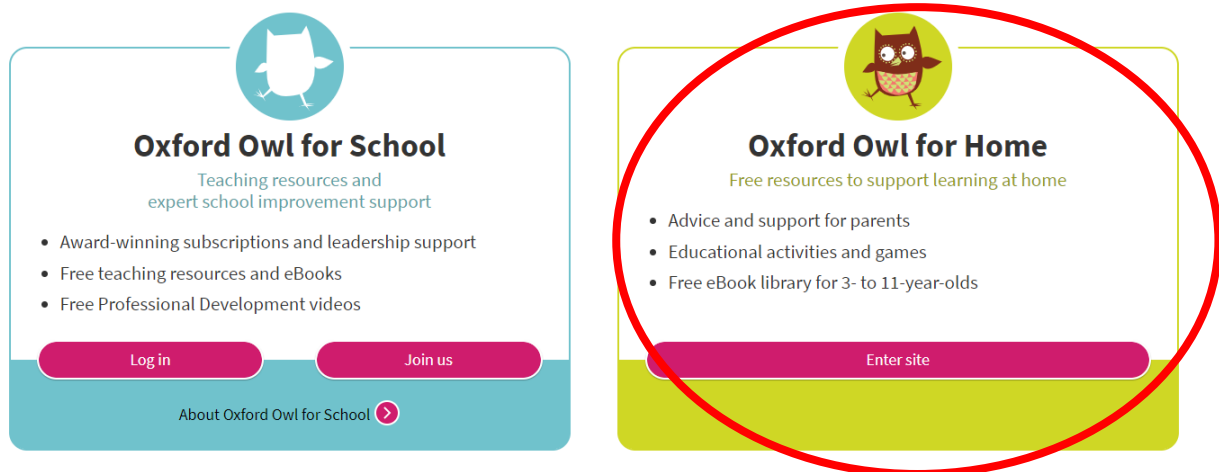 Oxford Owl for School
Teaching resources and
expert school improvement support
• Award-winning subscriptions and leadership support
• Free teaching resources and eBooks
• Free Professional Development videos
Log in
Join us
About Oxford Owl for School
Oxford Owl for Home
Free resources to support learning at home
• Advice and support for parents
• Educational activities and games
• Free eBook library for 3- to 11-year-olds
Enter site